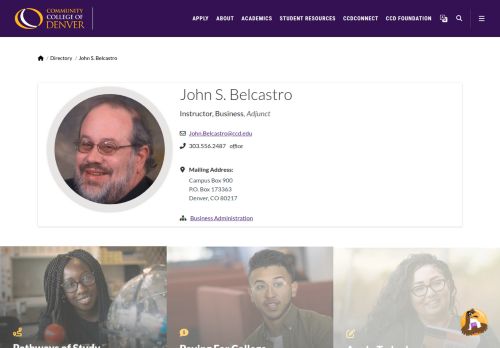 COMMUNITY
COLLEGE OF
DENVER
APPLY ABOUT ACADEMICS STUDENT RESOURCES CCDCONNECT CCD FOUNDATION
/ Directory / John S. Belcastro
John S. Belcastro
Instructor, Business, Adjunct
John.Belcastro@ccd.edu
303.556.2487 office
Mailing Address:
Campus Box 900
P.O. Box 173363
Denver, CO 80217
Business Administration
Pathways of Study
Paying For College
Apply Today!